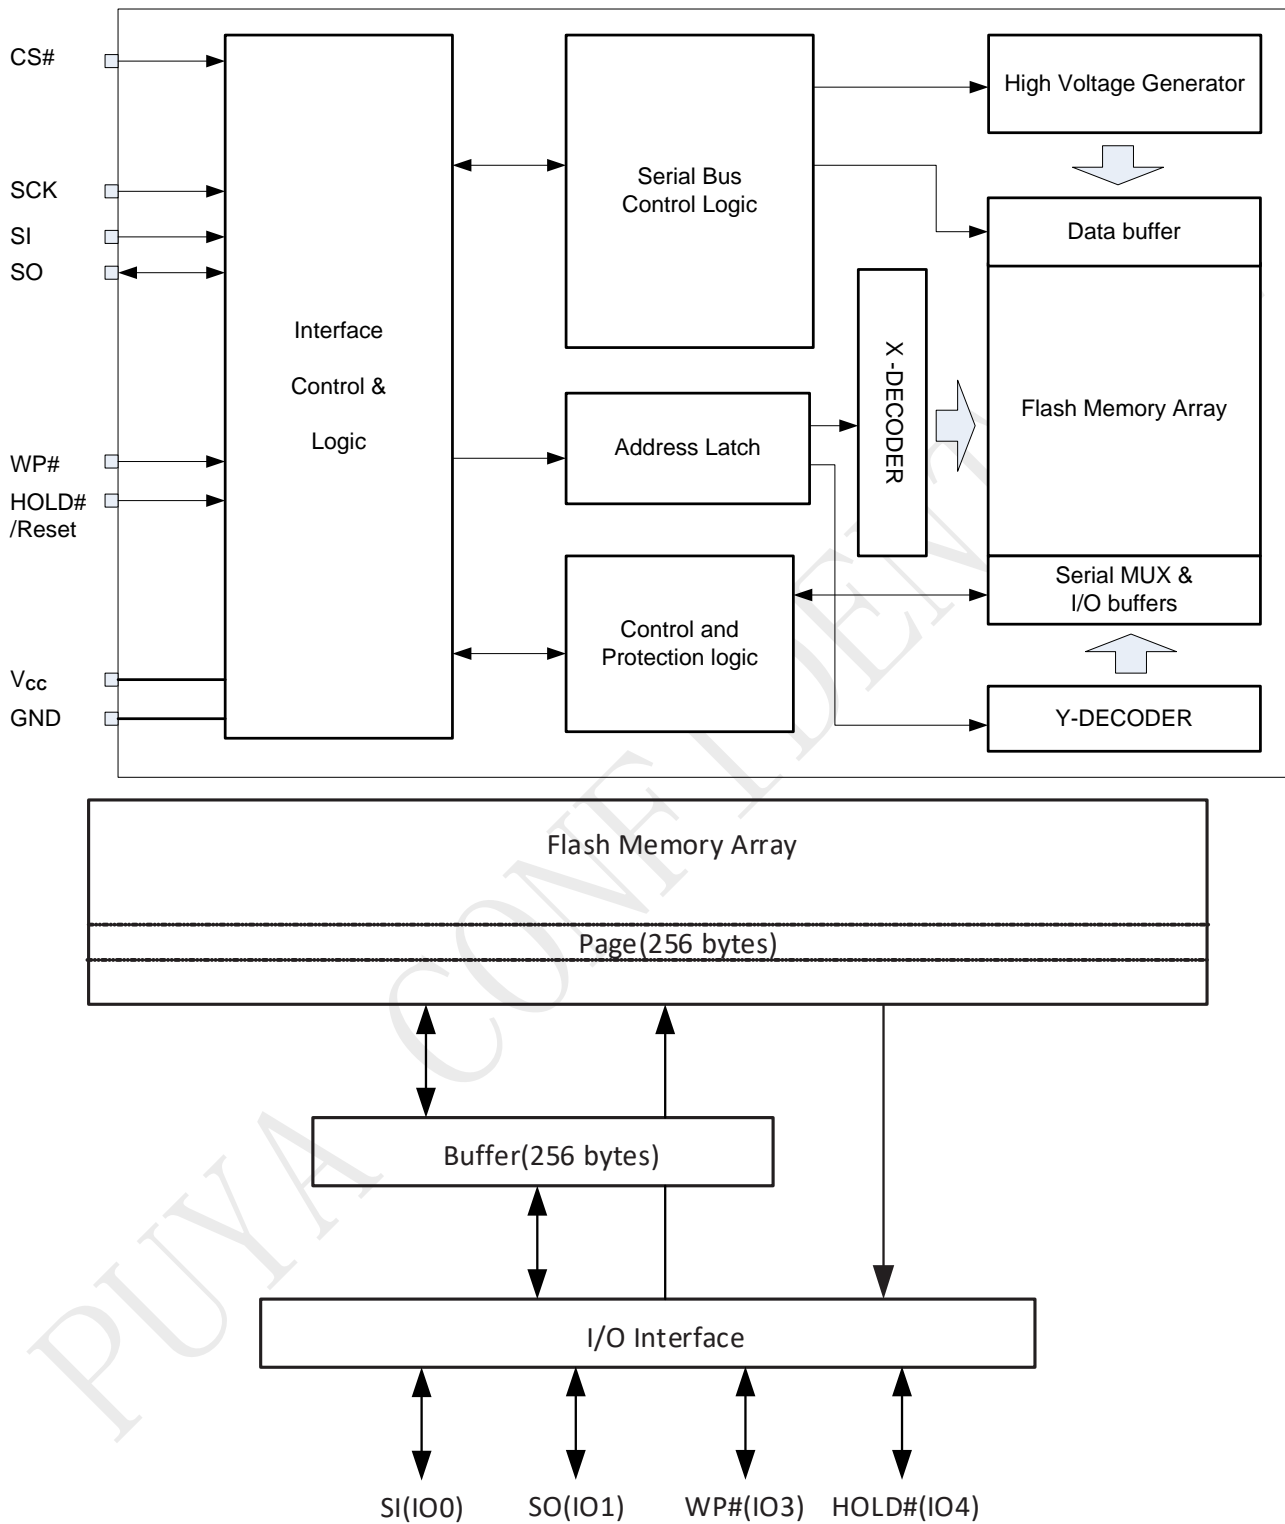 CS#
SCK
SI
SO
WP#
HOLD#
/Reset
VCC
GND
Interface
Control &
Logic
Serial Bus
Control Logic
Address Latch
Control and
Protection logic
X-DECODER
High Voltage Generator
Data buffer
Flash Memory Array
Serial MUX &
I/O buffers
Y-DECODER
Flash Memory Array
Page(256 bytes)
Buffer(256 bytes)
I/O Interface
SI(IO0)
SO(IO1)
WP#(IO3)
HOLD#(IO4)
PUYA CONFIDENTIAL